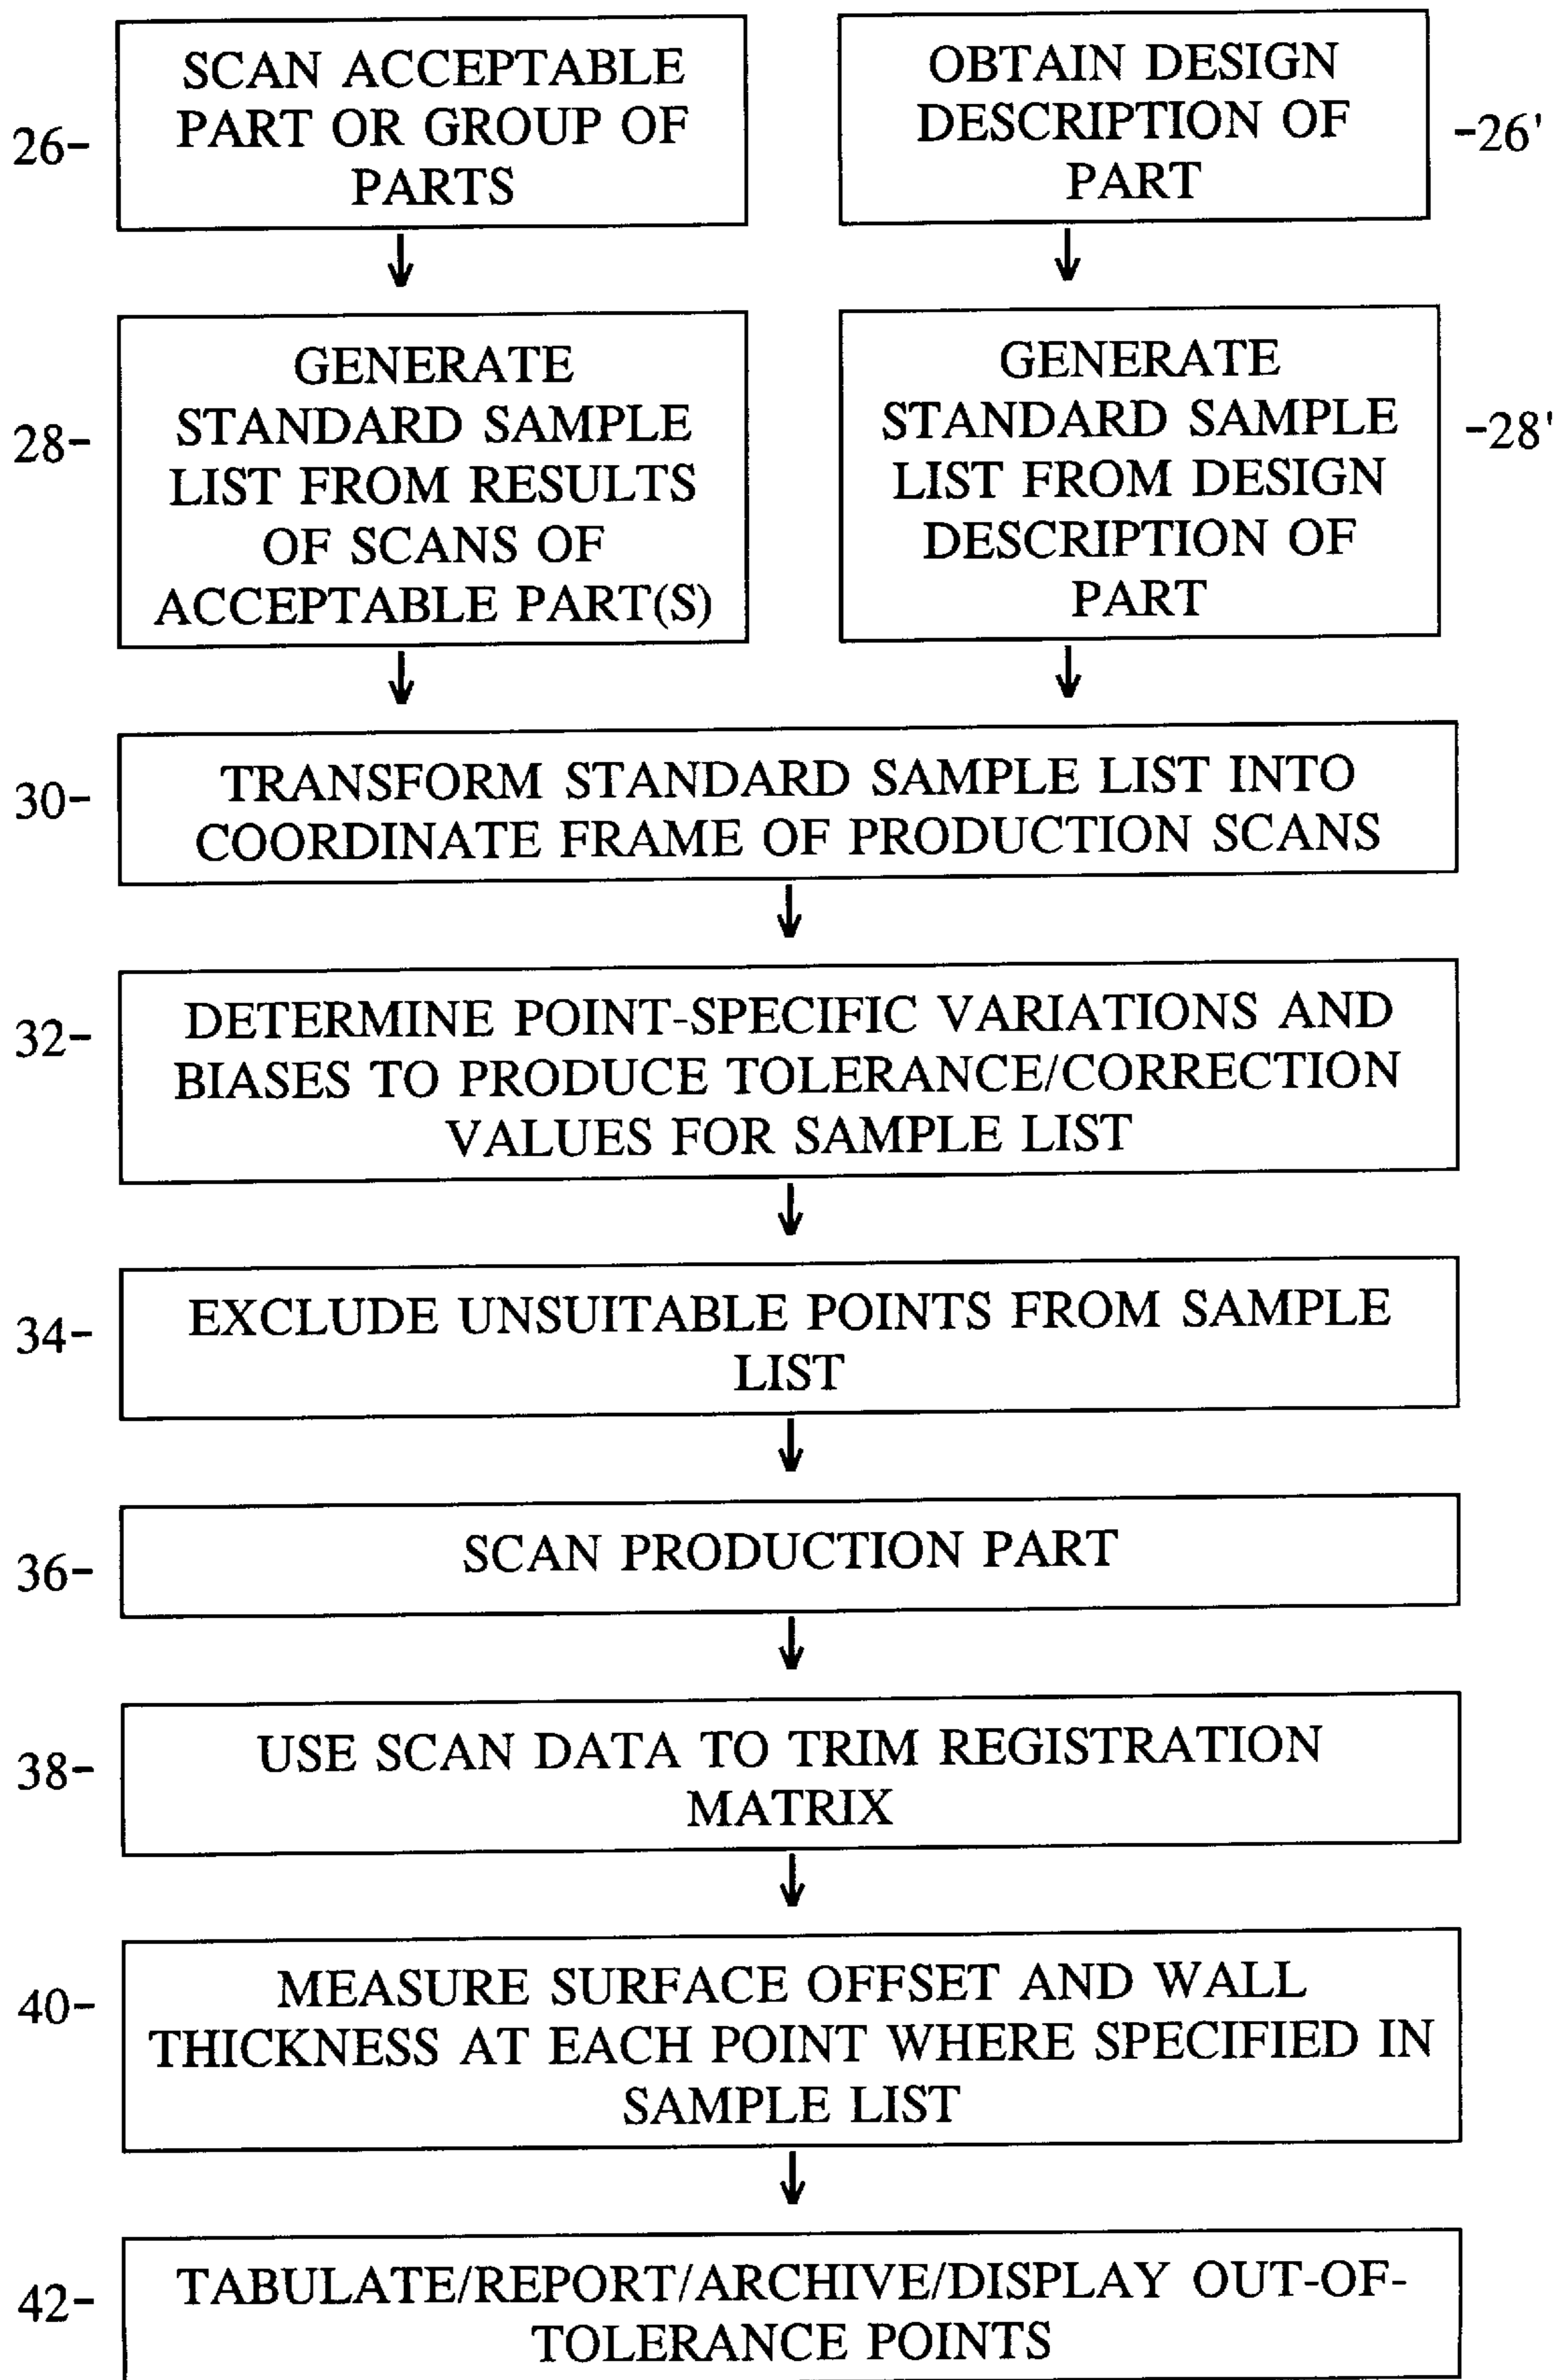 SCAN ACCEPTABLE
PART OR GROUP OF
PARTS
26-
OBTAIN DESIGN
DESCRIPTION OF
PART
-26'
GENERATE
STANDARD SAMPLE
LIST FROM RESULTS
OF SCANS OF
ACCEPTABLE PART(S)
28-
GENERATE
STANDARD SAMPLE
LIST FROM DESIGN
DESCRIPTION OF
PART
-28'
30-
TRANSFORM STANDARD SAMPLE LIST INTO
COORDINATE FRAME OF PRODUCTION SCANS
32-
DETERMINE POINT-SPECIFIC VARIATIONS AND
BIASES TO PRODUCE TOLERANCE/CORRECTION
VALUES FOR SAMPLE LIST
34-
EXCLUDE UNSUITABLE POINTS FROM SAMPLE
LIST
36-
SCAN PRODUCTION PART
38-
USE SCAN DATA TO TRIM REGISTRATION
MATRIX
40-
MEASURE SURFACE OFFSET AND WALL
THICKNESS AT EACH POINT WHERE SPECIFIED IN
SAMPLE LIST
42-
TABULATE/REPORT/ARCHIVE/DISPLAY OUT-OF-
TOLERANCE POINTS